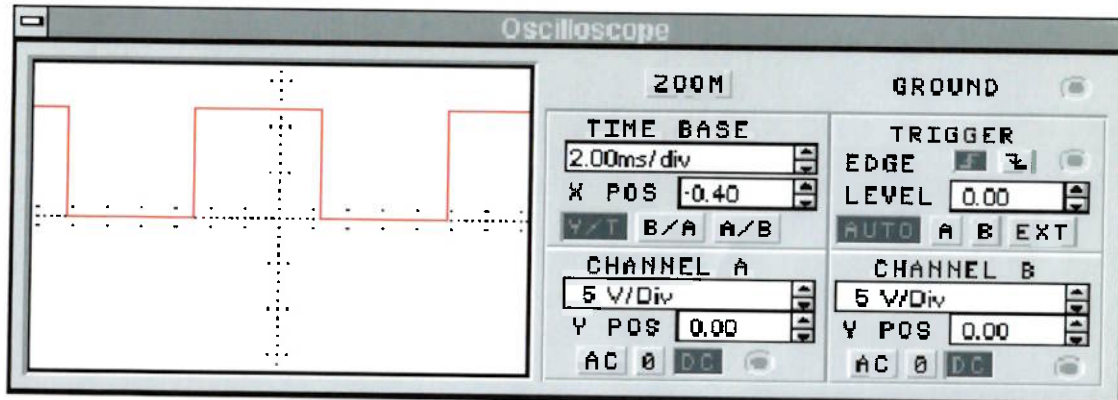 Oscilloscope
ZOOM
GROUND
TIME BASE
2.00ms/div
X POS -0.40
Y/T B/A A/B
TRIGGER
EDGE
LEVEL 0.00
AUTO A B EXT
CHANNEL A
5 V/Div
Y POS 0.00
AC 0 DC
CHANNEL B
5 V/Div
Y POS 0.00
AC 0 DC